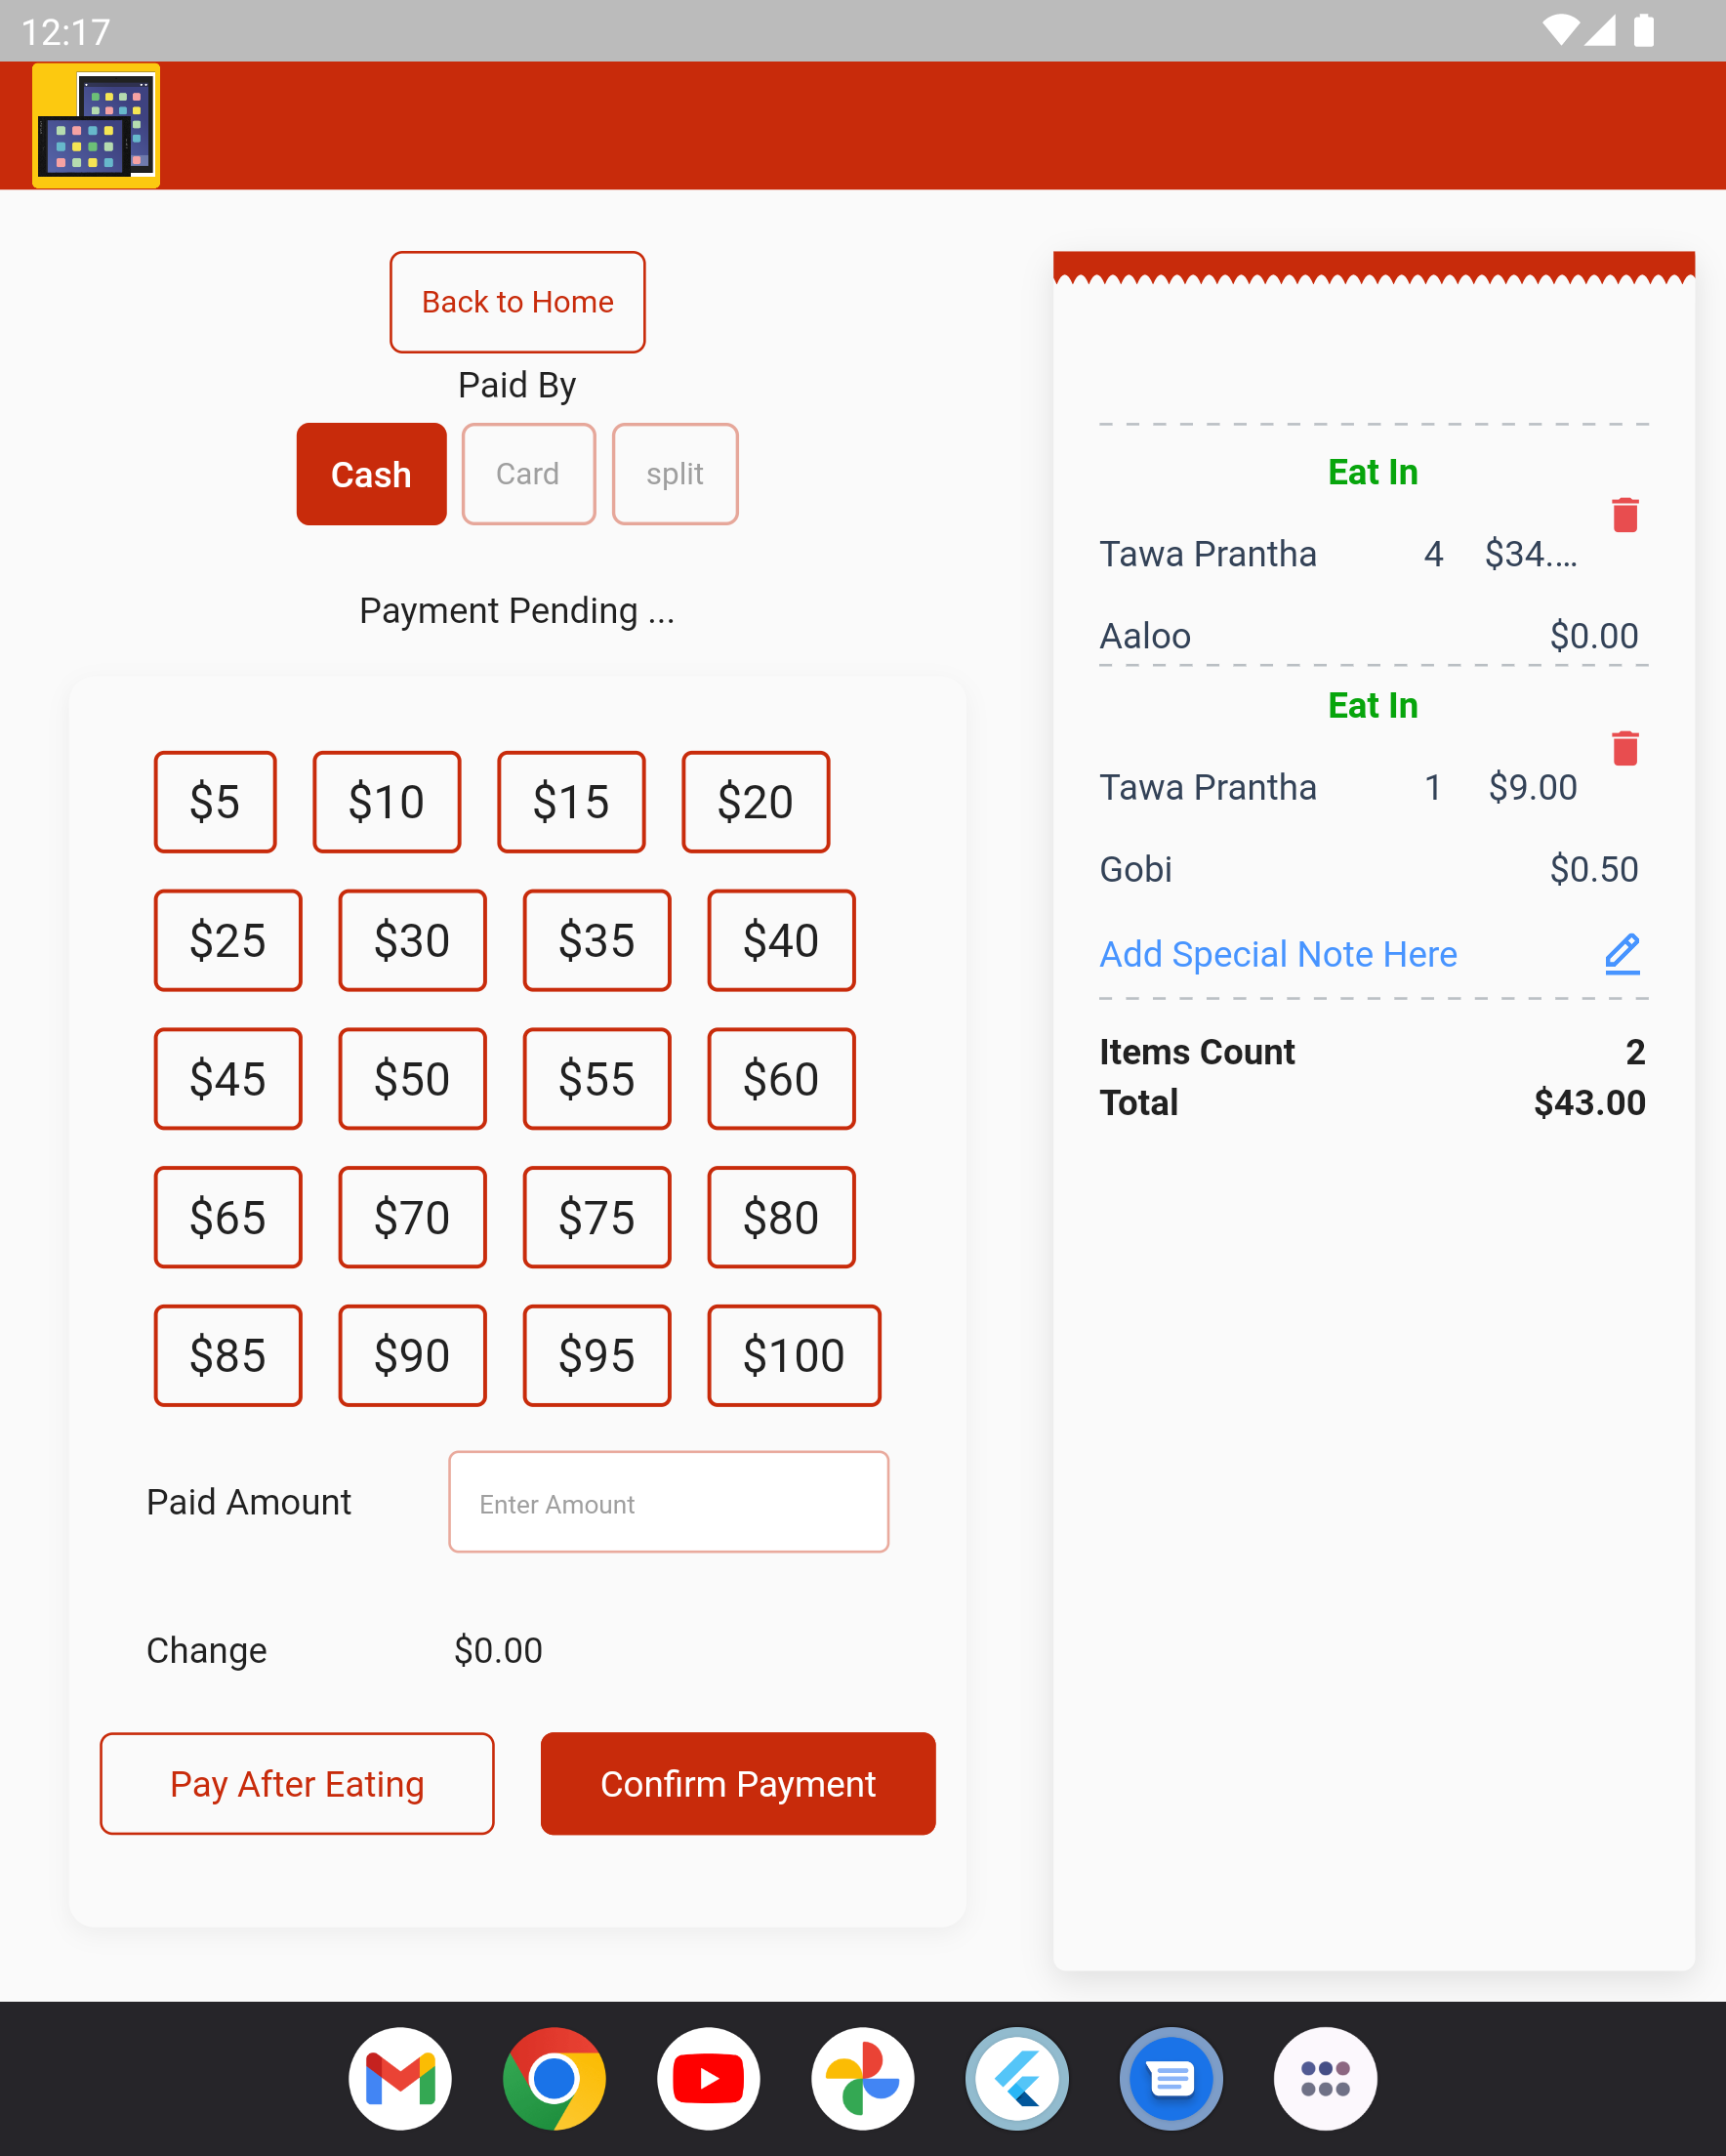 12:17
Back to Home
Paid By
Cash Card split
Payment Pending ...
$5 $10 $15 $20
$25 $30 $35 $40
$45 $50 $55 $60
$65 $70 $75 $80
$85 $90 $95 $100
Paid Amount Enter Amount
Change $0.00
Pay After Eating Confirm Payment
Eat In
Tawa Prantha 4 $34....
Aaloo $0.00
Eat In
Tawa Prantha 1 $9.00
Gobi $0.50
Add Special Note Here
Items Count 2
Total $43.00